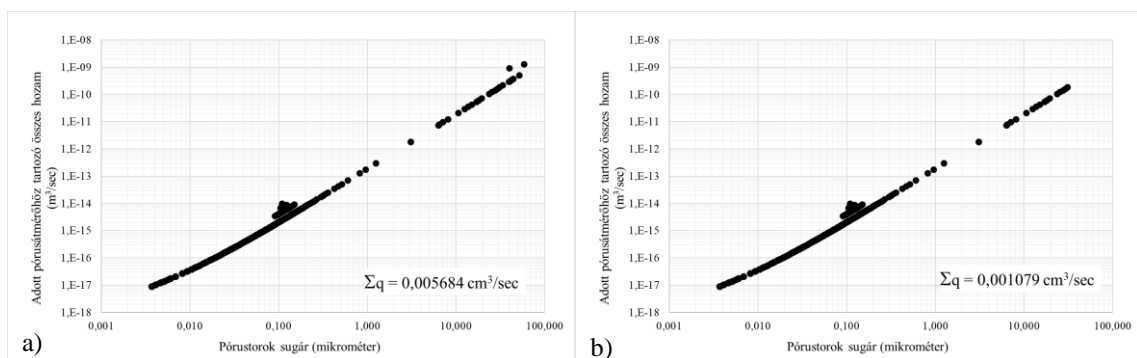 1,E-08
1,E-09
1,E-10
1,E-11
1,E-12
1,E-13
1,E-14
1,E-15
1,E-16
1,E-17
1,E-18
Adott pórusátmérőhöz tartozó összes hozam
(m³/sec)
Σq = 0,005684 cm³/sec
0,001 0,010 0,100 1,000 10,000 100,000
Pórustorok sugár (mikrométer)
a)
1,E-08
1,E-09
1,E-10
1,E-11
1,E-12
1,E-13
1,E-14
1,E-15
1,E-16
1,E-17
1,E-18
Adott pórusátmérőhöz tartozó összes hozam
(m³/sec)
Σq = 0,001079 cm³/sec
0,001 0,010 0,100 1,000 10,000 100,000
Pórustorok sugár (mikrométer)
b)